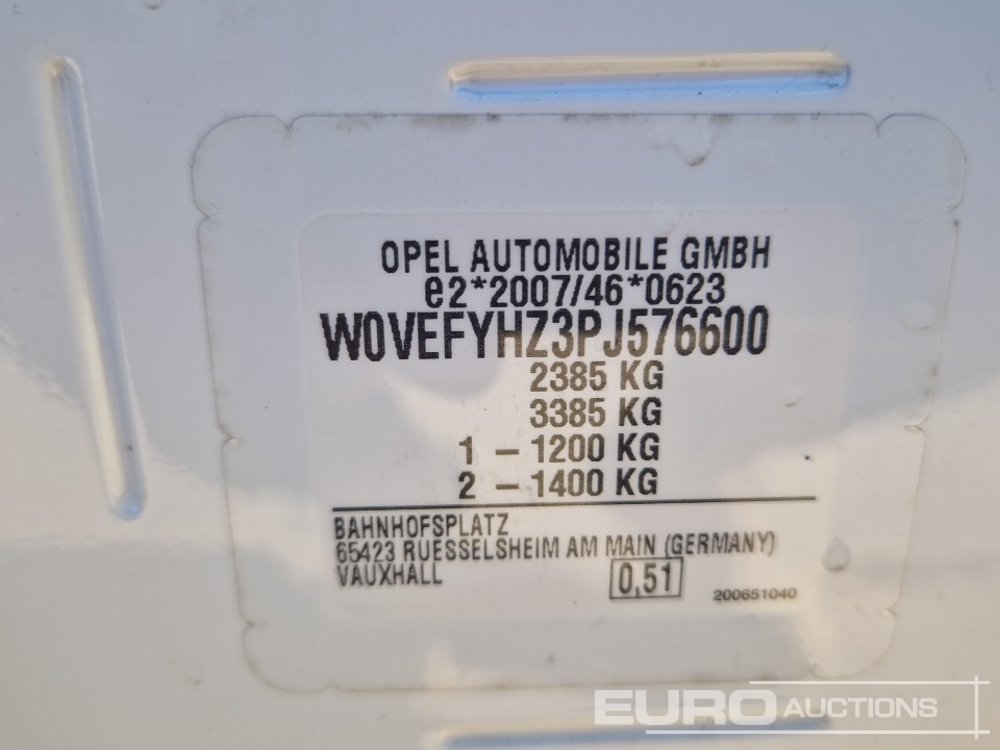 OPEL AUTOMOBILE GMBH
e2*2007/46*0623
W0VEFYHZ3PJ576600
2385 KG
3385 KG
1 – 1200 KG
2 – 1400 KG
BAHNHOFSPLATZ
65423 RUESSELSHEIM AM MAIN (GERMANY)
VAUXHALL
0,51
200651040
EURO AUCTIONS